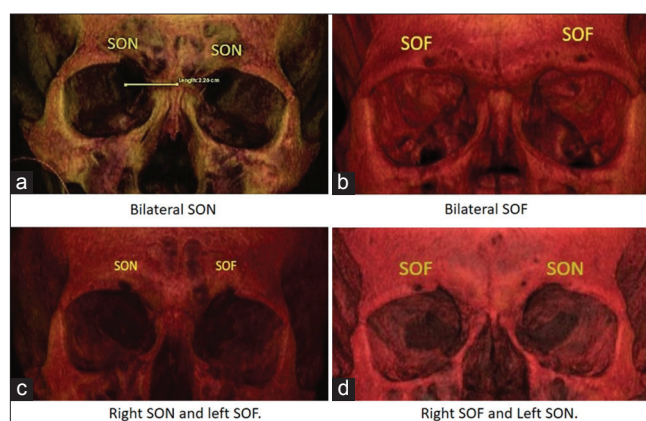 SON SON
Length:2.26 cm
a
Bilateral SON
SOF SOF
b
Bilateral SOF
SON SOF
c
Right SON and left SOF.
SOF SON
d
Right SOF and Left SON.